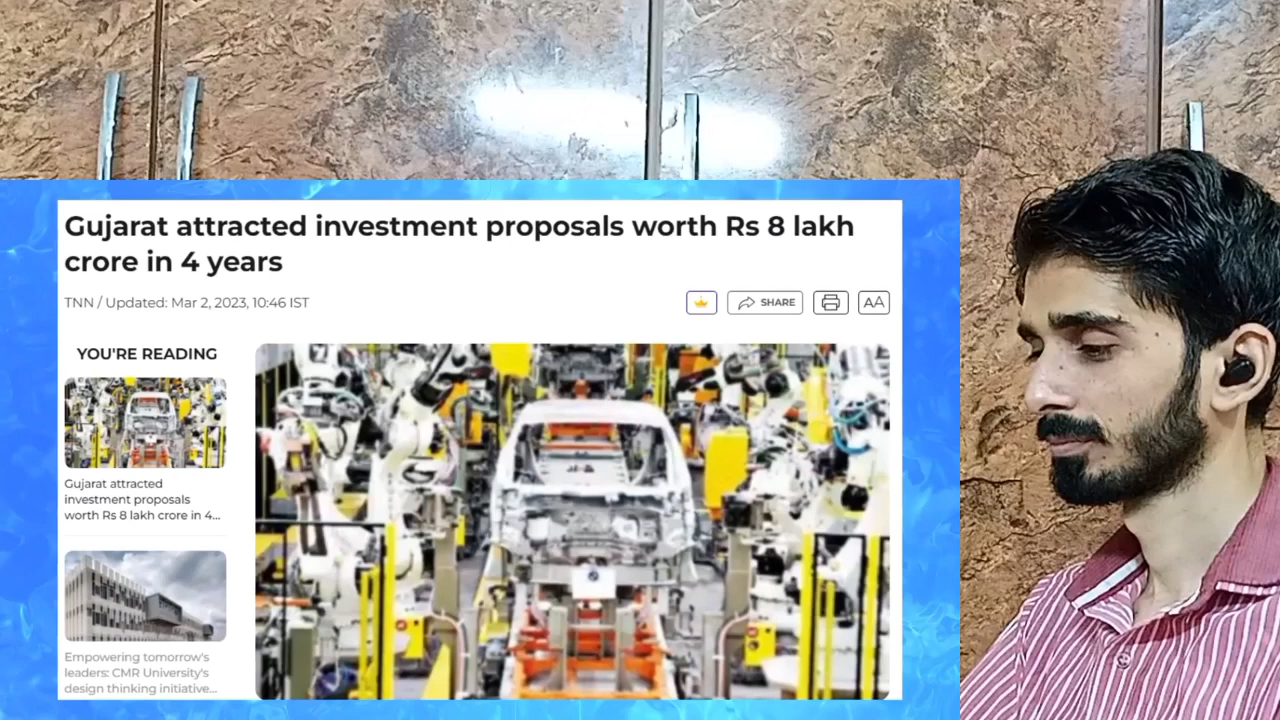 Gujarat attracted investment proposals worth Rs 8 lakh
crore in 4 years
TNN / Updated: Mar 2, 2023, 10:46 IST
SHARE
AA
YOU'RE READING
Gujarat attracted
investment proposals
worth Rs 8 lakh crore in 4...
Empowering tomorrow's
leaders: CMR University's
design thinking initiative...